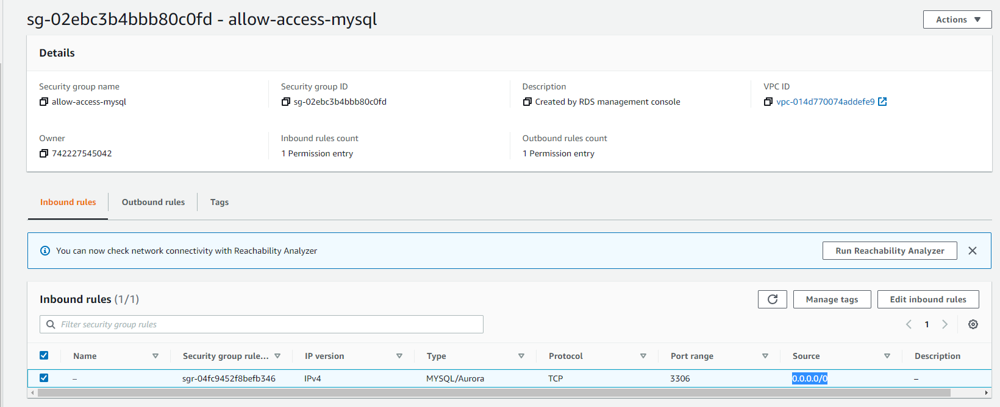 sg-02ebc3b4bbb80c0fd - allow-access-mysql
Actions
Details
Security group name
Security group ID
Description
VPC ID
allow-access-mysql
sg-02ebc3b4bbb80c0fd
Created by RDS management console
vpc-014d770074addefe9
Owner
Inbound rules count
Outbound rules count
742227545042
1 Permission entry
1 Permission entry
Inbound rules
Outbound rules
Tags
You can now check network connectivity with Reachability Analyzer
Run Reachability Analyzer
Inbound rules (1/1)
Manage tags
Edit inbound rules
Filter security group rules
1
Name
Security group rule...
IP version
Type
Protocol
Port range
Source
Description
–
sgr-04fc9452f8befb346
IPv4
MYSQL/Aurora
TCP
3306
0.0.0.0/0
–